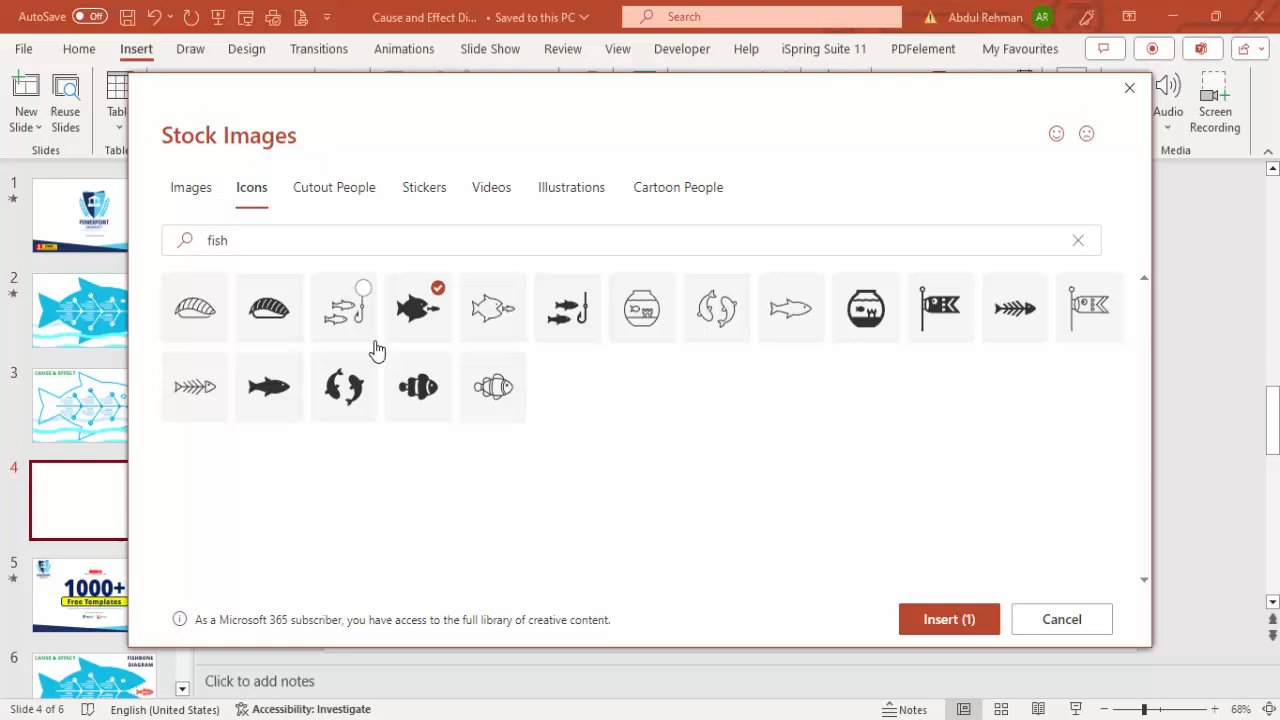 AutoSave Off
Cause and Effect Di... • Saved to this PC
Search
Abdul Rehman AR
File Home Insert Draw Design Transitions Animations Slide Show Review View Developer Help iSpring Suite 11 PDFelement My Favourites
New Slide
Reuse Slides
Slides
Audio
Screen Recording
Media
Stock Images
Images Icons Cutout People Stickers Videos Illustrations Cartoon People
fish
As a Microsoft 365 subscriber, you have access to the full library of creative content.
Insert (1)
Cancel
1
POWERPOINT
UNIVERSITY
2
3
CAUSE & EFFECT
4
5
1000+
Free Templates
6
CAUSE & EFFECT
FISHBONE
DIAGRAM
Click to add notes
Slide 4 of 6
English (United States)
Accessibility: Investigate
Notes
68%